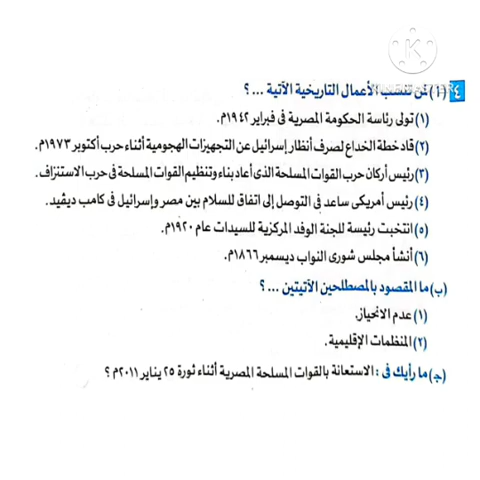 ٤ (أ) لمن تنسب الأعمال التاريخية الآتية ... ؟
(١) تولى رئاسة الحكومة المصرية فى فبراير ١٩٤٢م.
(٢) قاد خطة الخداع لصرف أنظار إسرائيل عن التجهيزات الهجومية أثناء حرب أكتوبر ١٩٧٣م.
(٣) رئيس أركان حرب القوات المسلحة الذى أعاد بناء وتنظيم القوات المسلحة فى حرب الاستنزاف.
(٤) رئيس أمريكى ساعد فى التوصل إلى اتفاق للسلام بين مصر وإسرائيل فى كامب ديڤيد.
(٥) انتخبت رئيسة للجنة الوفد المركزية للسيدات عام ١٩٢٠م.
(٦) أنشأ مجلس شورى النواب ديسمبر ١٨٦٦م.
(ب) ما المقصود بالمصطلحين الآتيتين ... ؟
(١) عدم الانحياز.
(٢) المنظمات الإقليمية.
(جـ) ما رأيك فى : الاستعانة بالقوات المسلحة المصرية أثناء ثورة ٢٥ يناير ٢٠١١م ؟